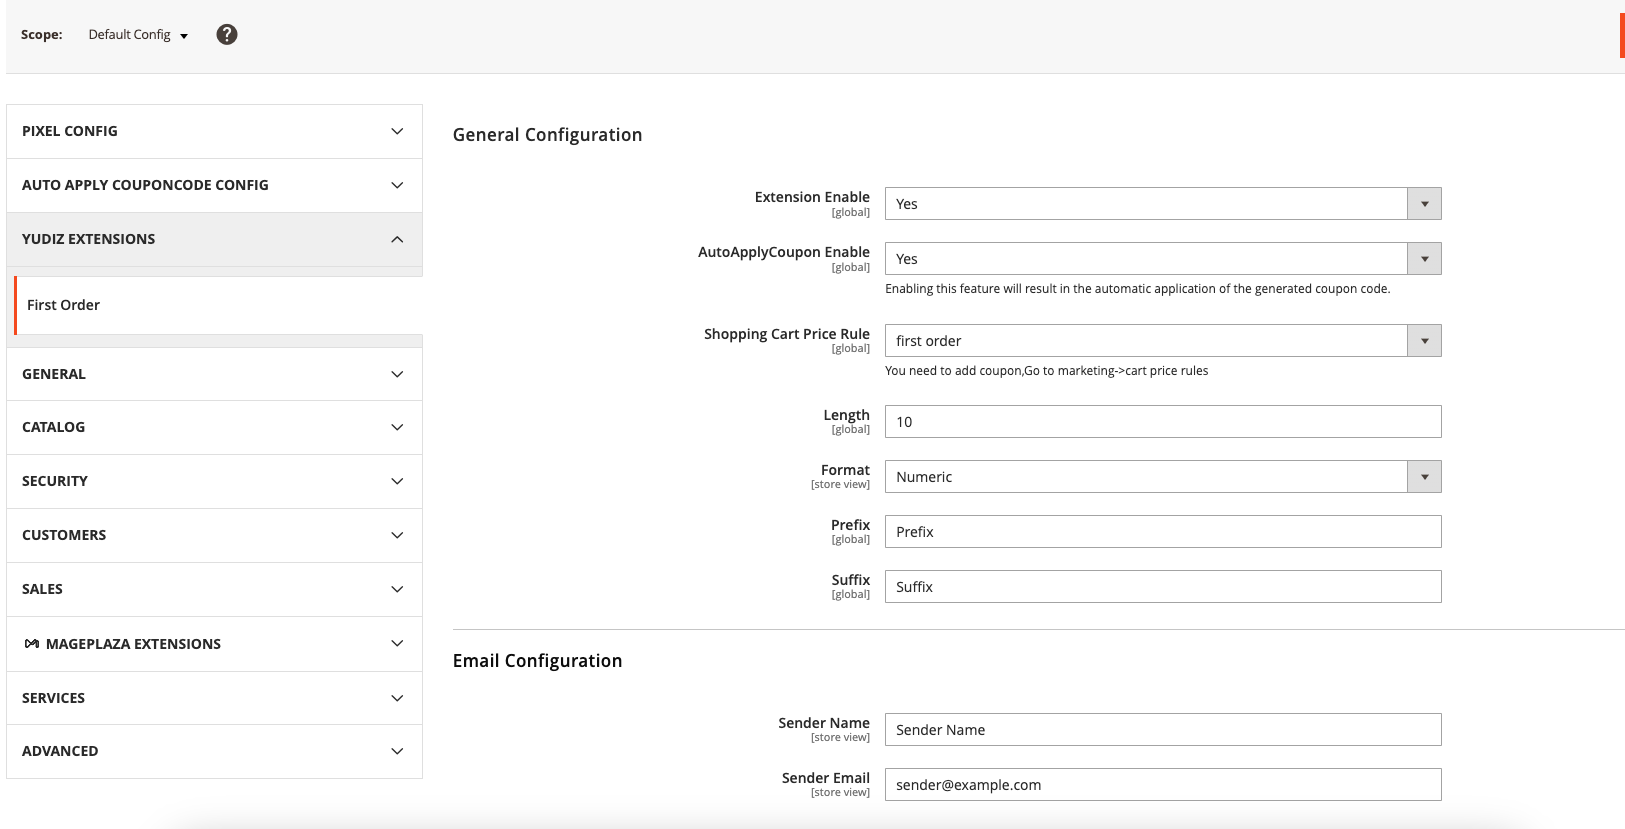 Scope: Default Config ?
PIXEL CONFIG
AUTO APPLY COUPONCODE CONFIG
YUDIZ EXTENSIONS
First Order
GENERAL
CATALOG
SECURITY
CUSTOMERS
SALES
MAGEPLAZA EXTENSIONS
SERVICES
ADVANCED
General Configuration
Extension Enable
[global]
Yes
AutoApplyCoupon Enable
[global]
Yes
Enabling this feature will result in the automatic application of the generated coupon code.
Shopping Cart Price Rule
[global]
first order
You need to add coupon,Go to marketing->cart price rules
Length
[global]
10
Format
[store view]
Numeric
Prefix
[global]
Prefix
Suffix
[global]
Suffix
Email Configuration
Sender Name
[store view]
Sender Name
Sender Email
[store view]
sender@example.com